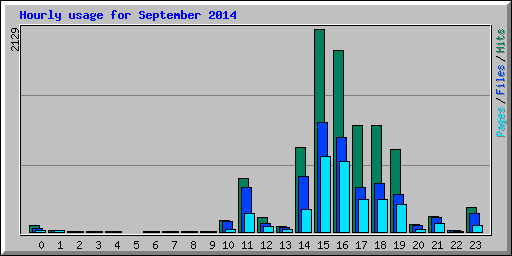 Hourly usage for September 2014
2129
Pages/Files/Hits
0 1 2 3 4 5 6 7 8 9 10 11 12 13 14 15 16 17 18 19 20 21 22 23